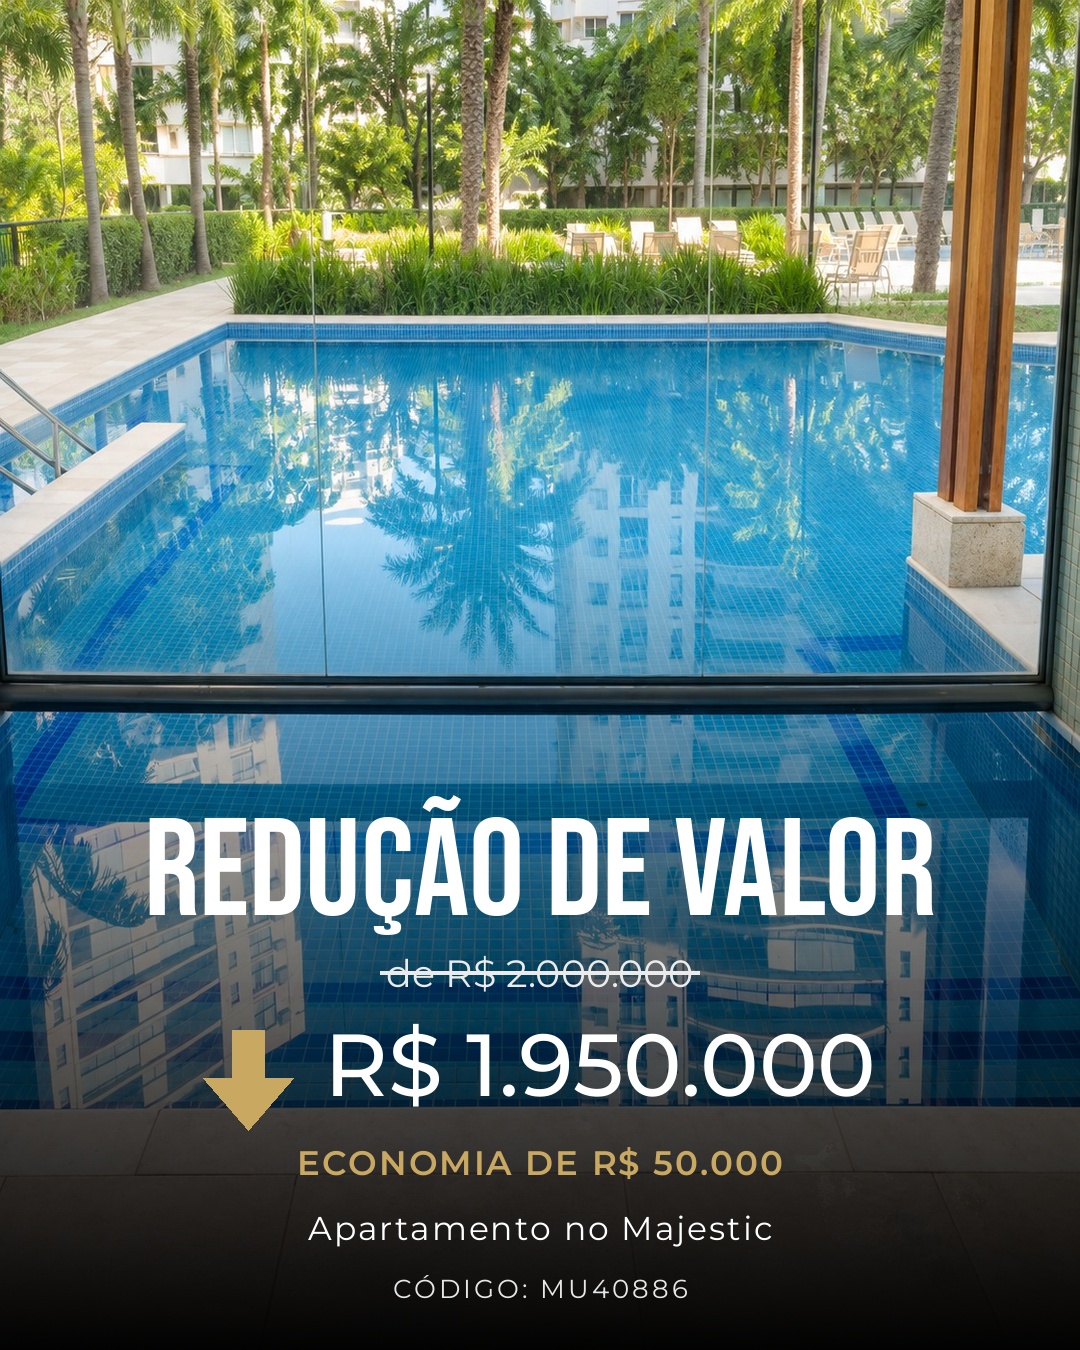 REDUÇÃO DE VALOR
de R$ 2.000.000
R$ 1.950.000
ECONOMIA DE R$ 50.000
Apartamento no Majestic
CÓDIGO: MU40886